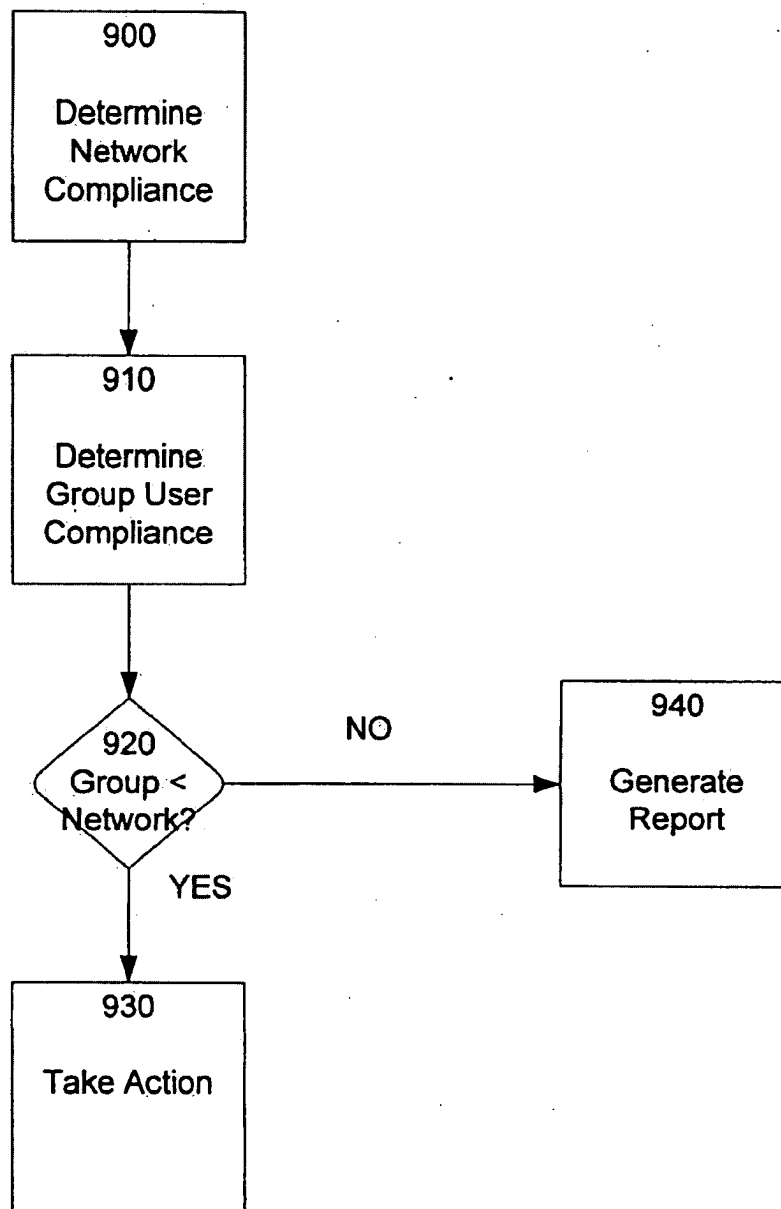 900
Determine
Network
Compliance
910
Determine
Group User
Compliance
920
Group <
Network?
NO
940
Generate
Report
YES
930
Take Action